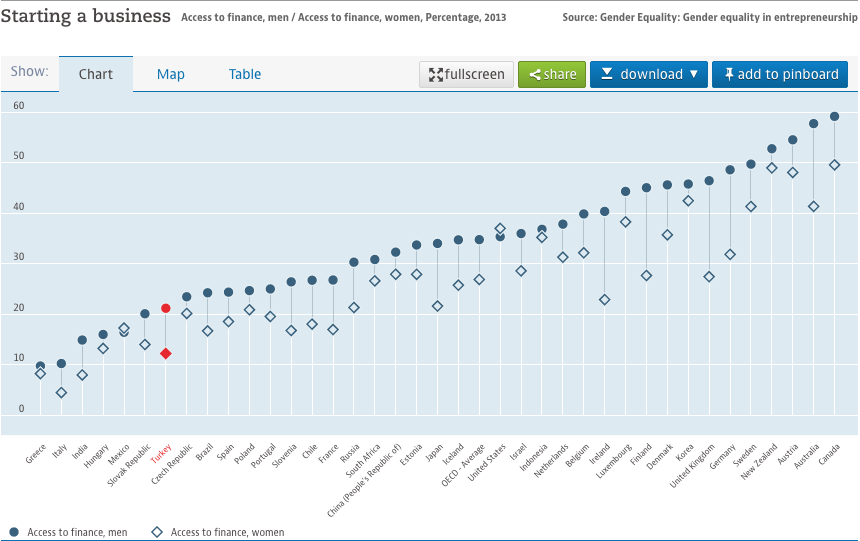 Starting a business Access to finance, men / Access to finance, women, Percentage, 2013 Source: Gender Equality: Gender equality in entrepreneurship
Show: Chart Map Table fullscreen share download ▼ add to pinboard
60
50
40
30
20
10
0
Greece
Italy
India
Hungary
Mexico
Slovak Republic
Turkey
Czech Republic
Brazil
Spain
Poland
Portugal
Slovenia
Chile
France
Russia
South Africa
China (People's Republic of)
Estonia
Japan
Iceland
OECD - Average
United States
Israel
Indonesia
Netherlands
Belgium
Ireland
Luxembourg
Finland
Denmark
Korea
United Kingdom
Germany
Sweden
New Zealand
Austria
Australia
Canada
Access to finance, men Access to finance, women